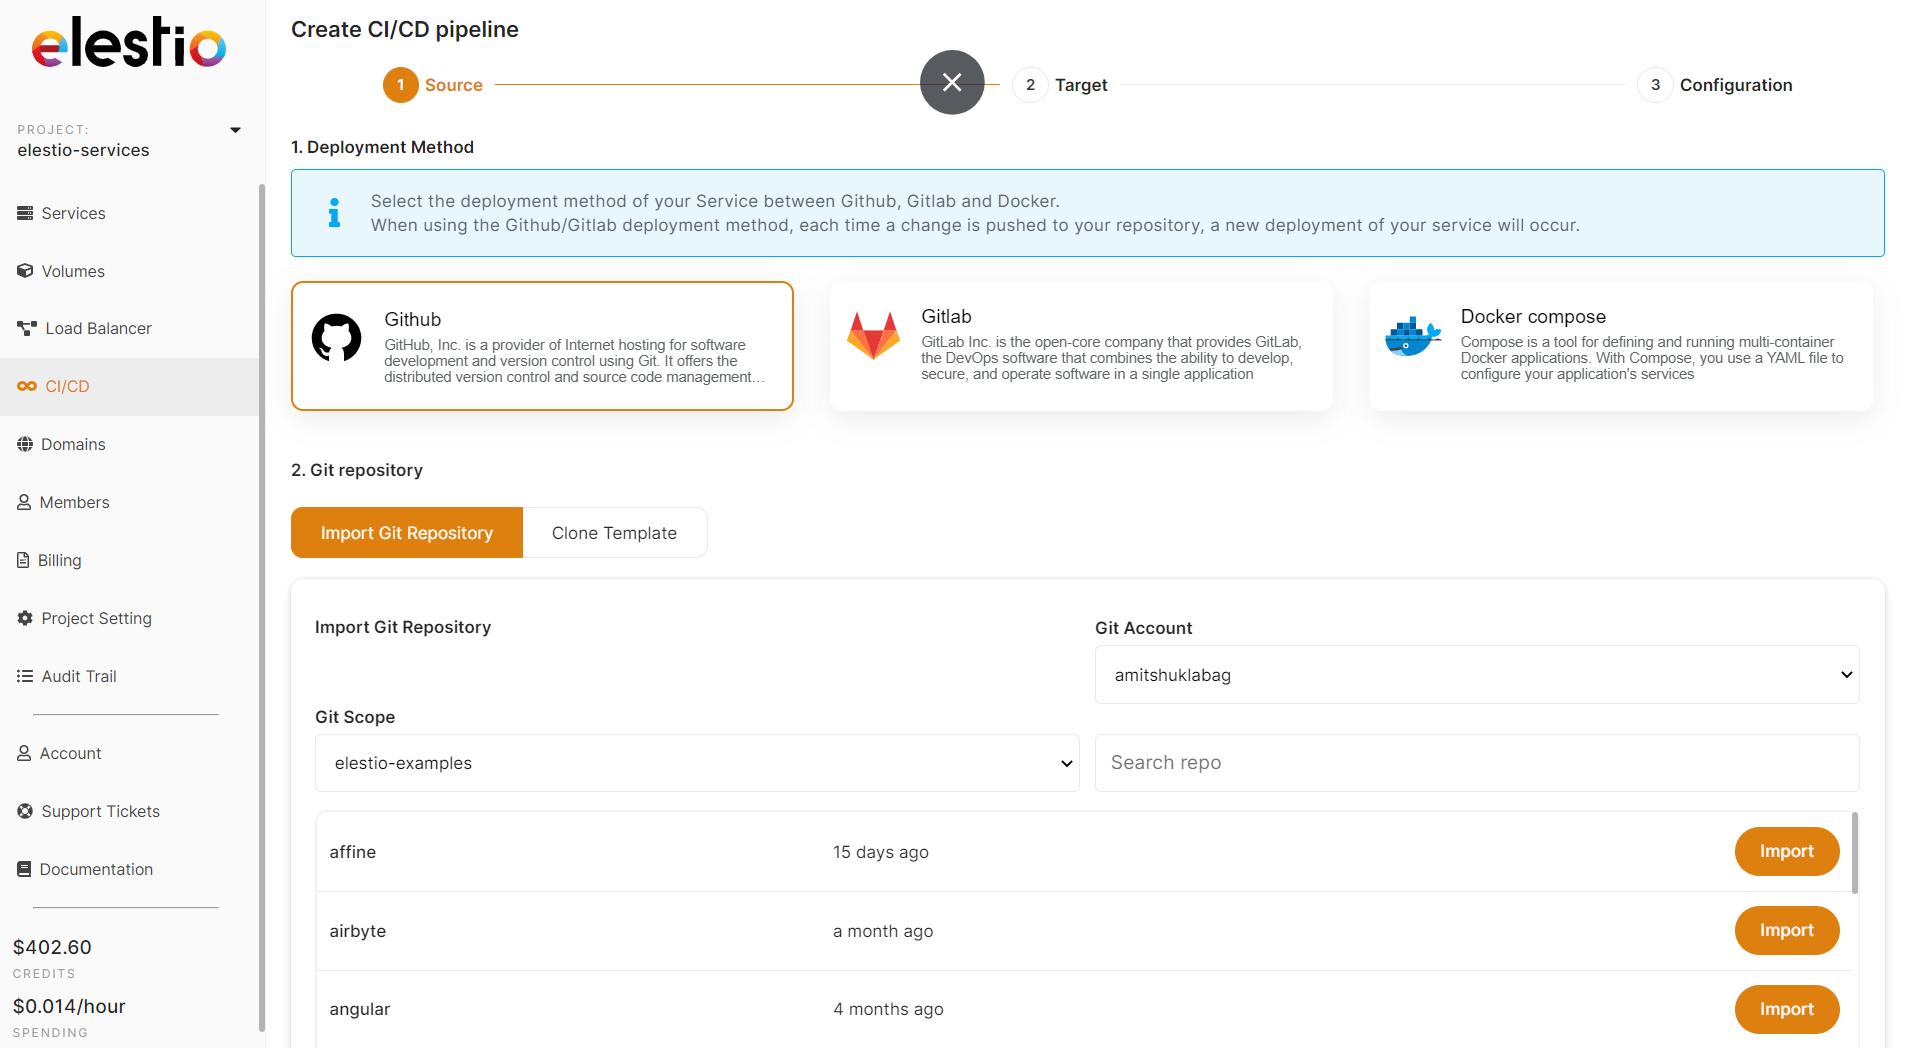 elestio
PROJECT:
elestio-services
Services
Volumes
Load Balancer
CI/CD
Domains
Members
Billing
Project Setting
Audit Trail
Account
Support Tickets
Documentation
$402.60
CREDITS
$0.014/hour
SPENDING
Create CI/CD pipeline
1 Source
2 Target
3 Configuration
1. Deployment Method
Select the deployment method of your Service between Github, Gitlab and Docker.
When using the Github/Gitlab deployment method, each time a change is pushed to your repository, a new deployment of your service will occur.
Github
GitHub, Inc. is a provider of Internet hosting for software
development and version control using Git. It offers the
distributed version control and source code management...
Gitlab
GitLab Inc. is the open-core company that provides GitLab,
the DevOps software that combines the ability to develop,
secure, and operate software in a single application
Docker compose
Compose is a tool for defining and running multi-container
Docker applications. With Compose, you use a YAML file to
configure your application's services
2. Git repository
Import Git Repository
Clone Template
Import Git Repository
Git Account
amitshuklabag
Git Scope
elestio-examples
Search repo
affine 15 days ago Import
airbyte a month ago Import
angular 4 months ago Import